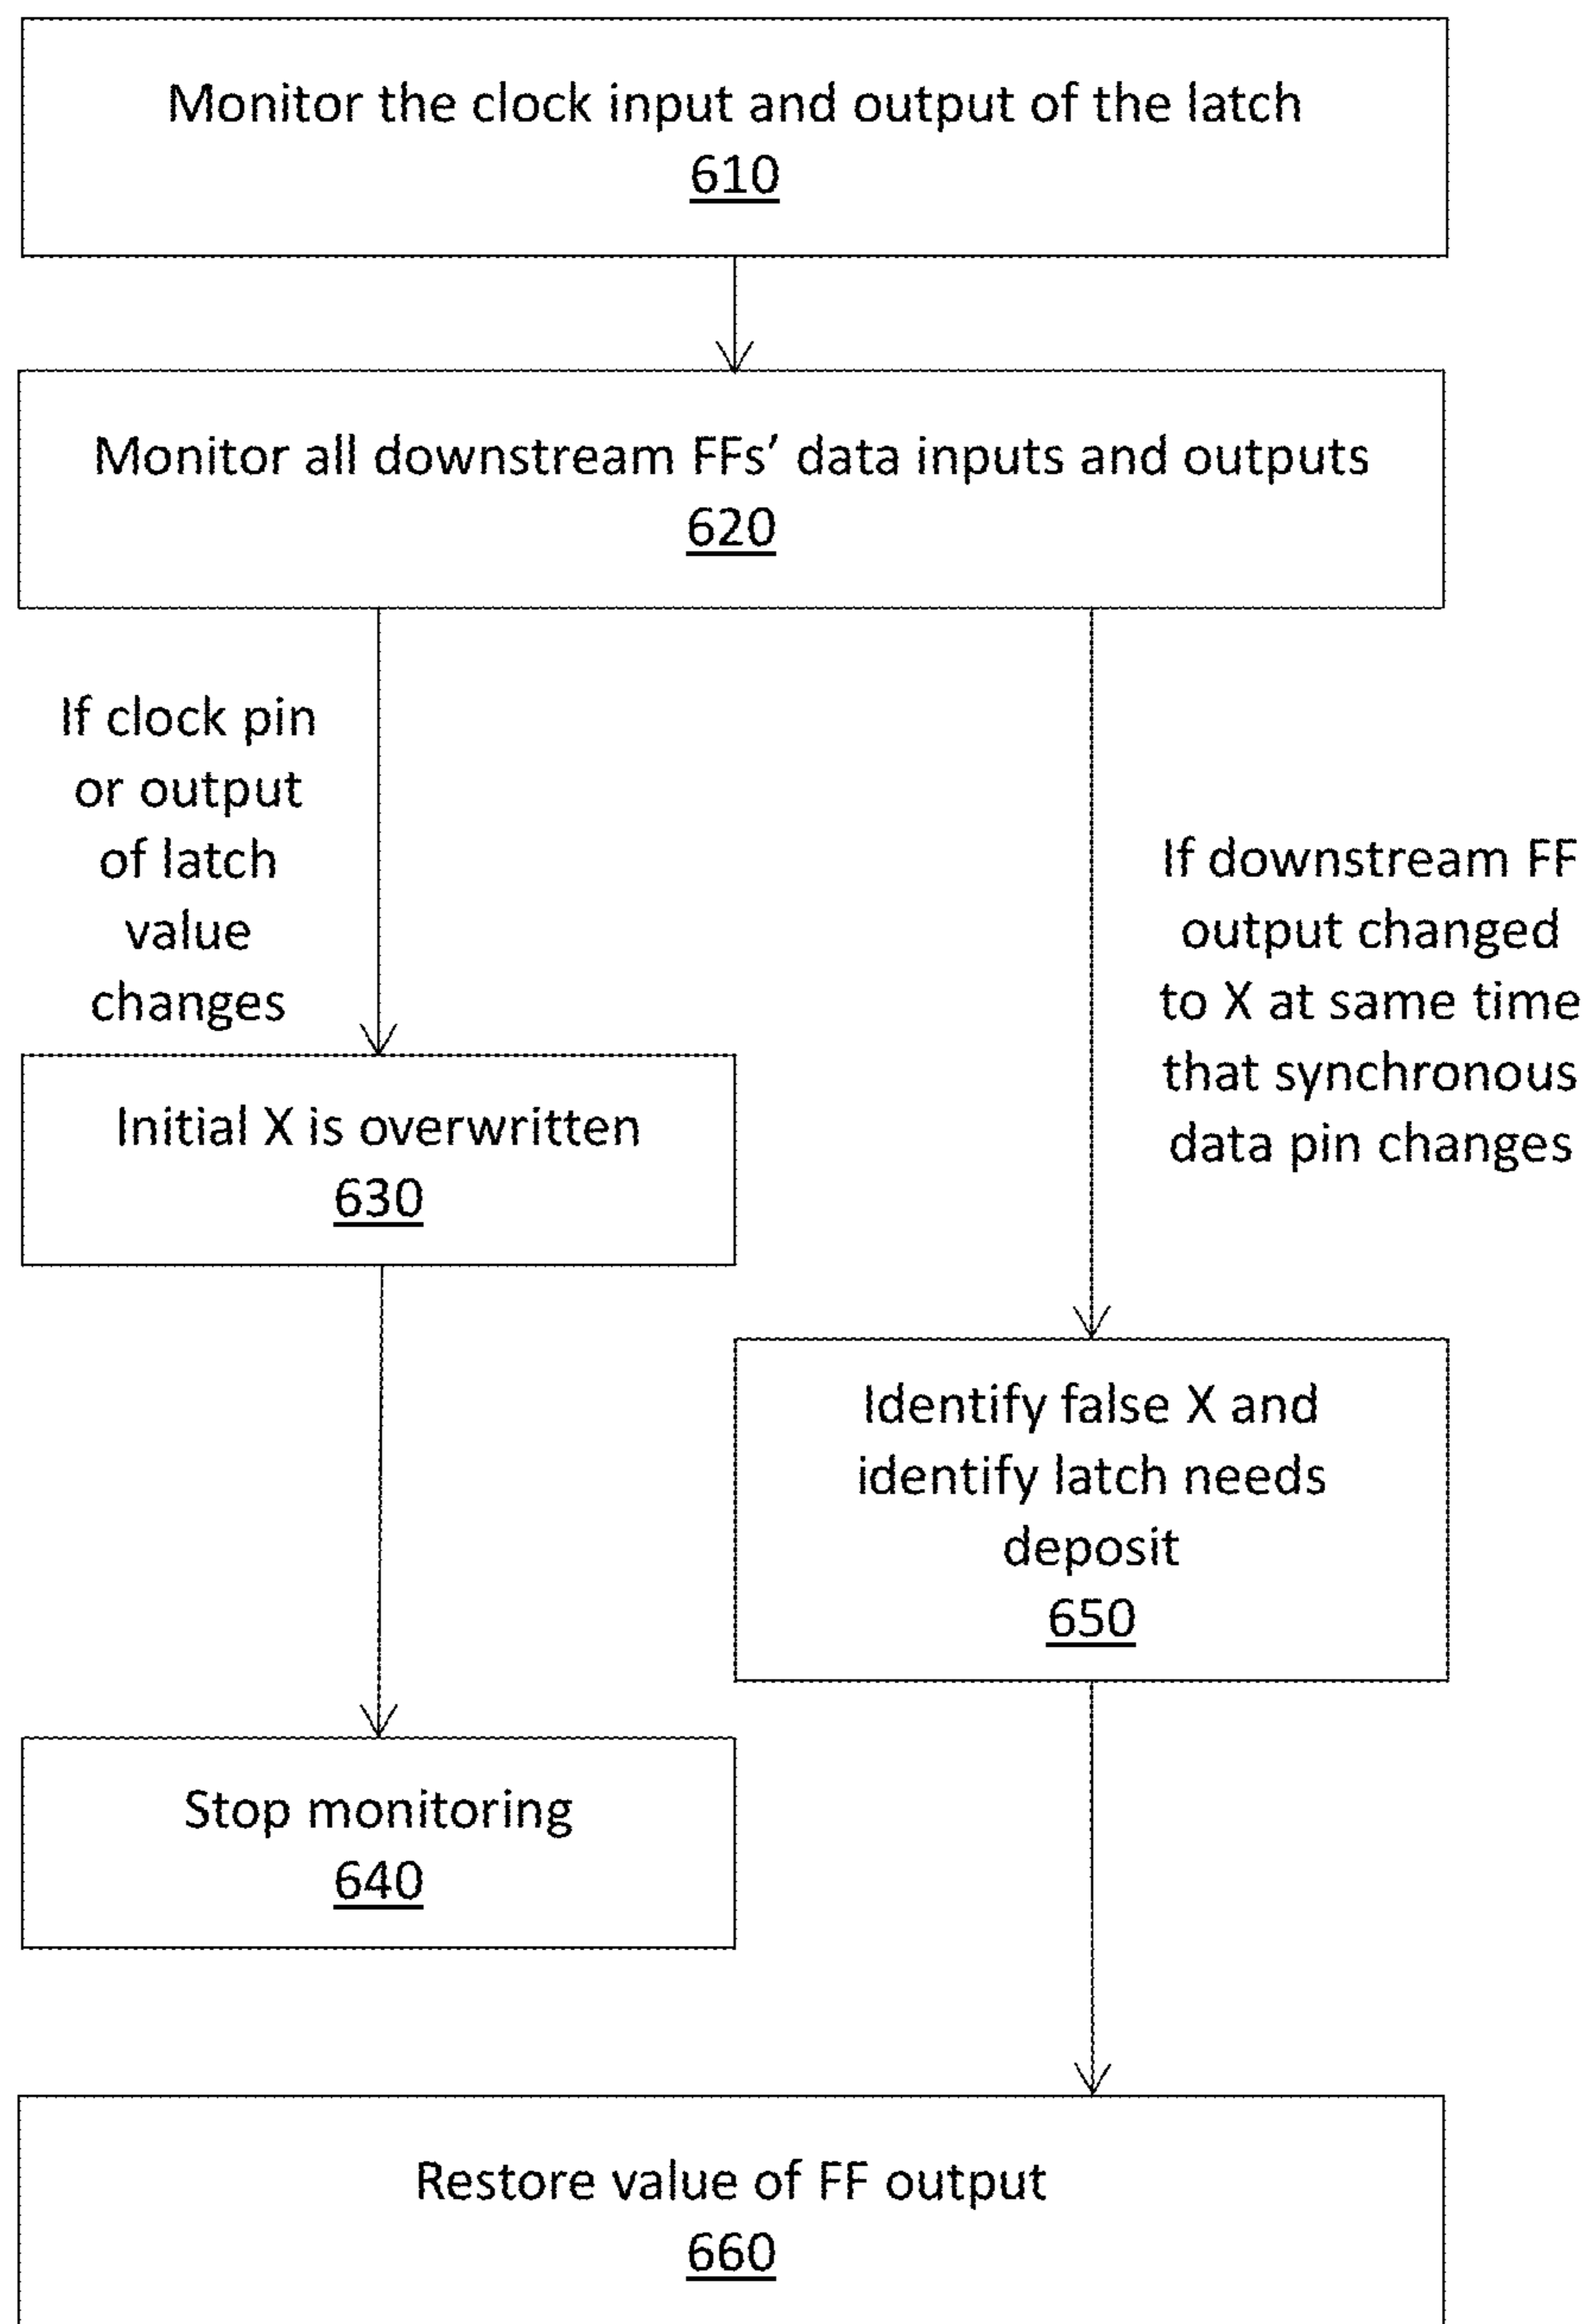 Monitor the clock input and output of the latch
610
Monitor all downstream FFs’ data inputs and outputs
620
If clock pin
or output
of latch
value
changes
If downstream FF
output changed
to X at same time
that synchronous
data pin changes
Initial X is overwritten
630
Identify false X and
identify latch needs
deposit
650
Stop monitoring
640
Restore value of FF output
660